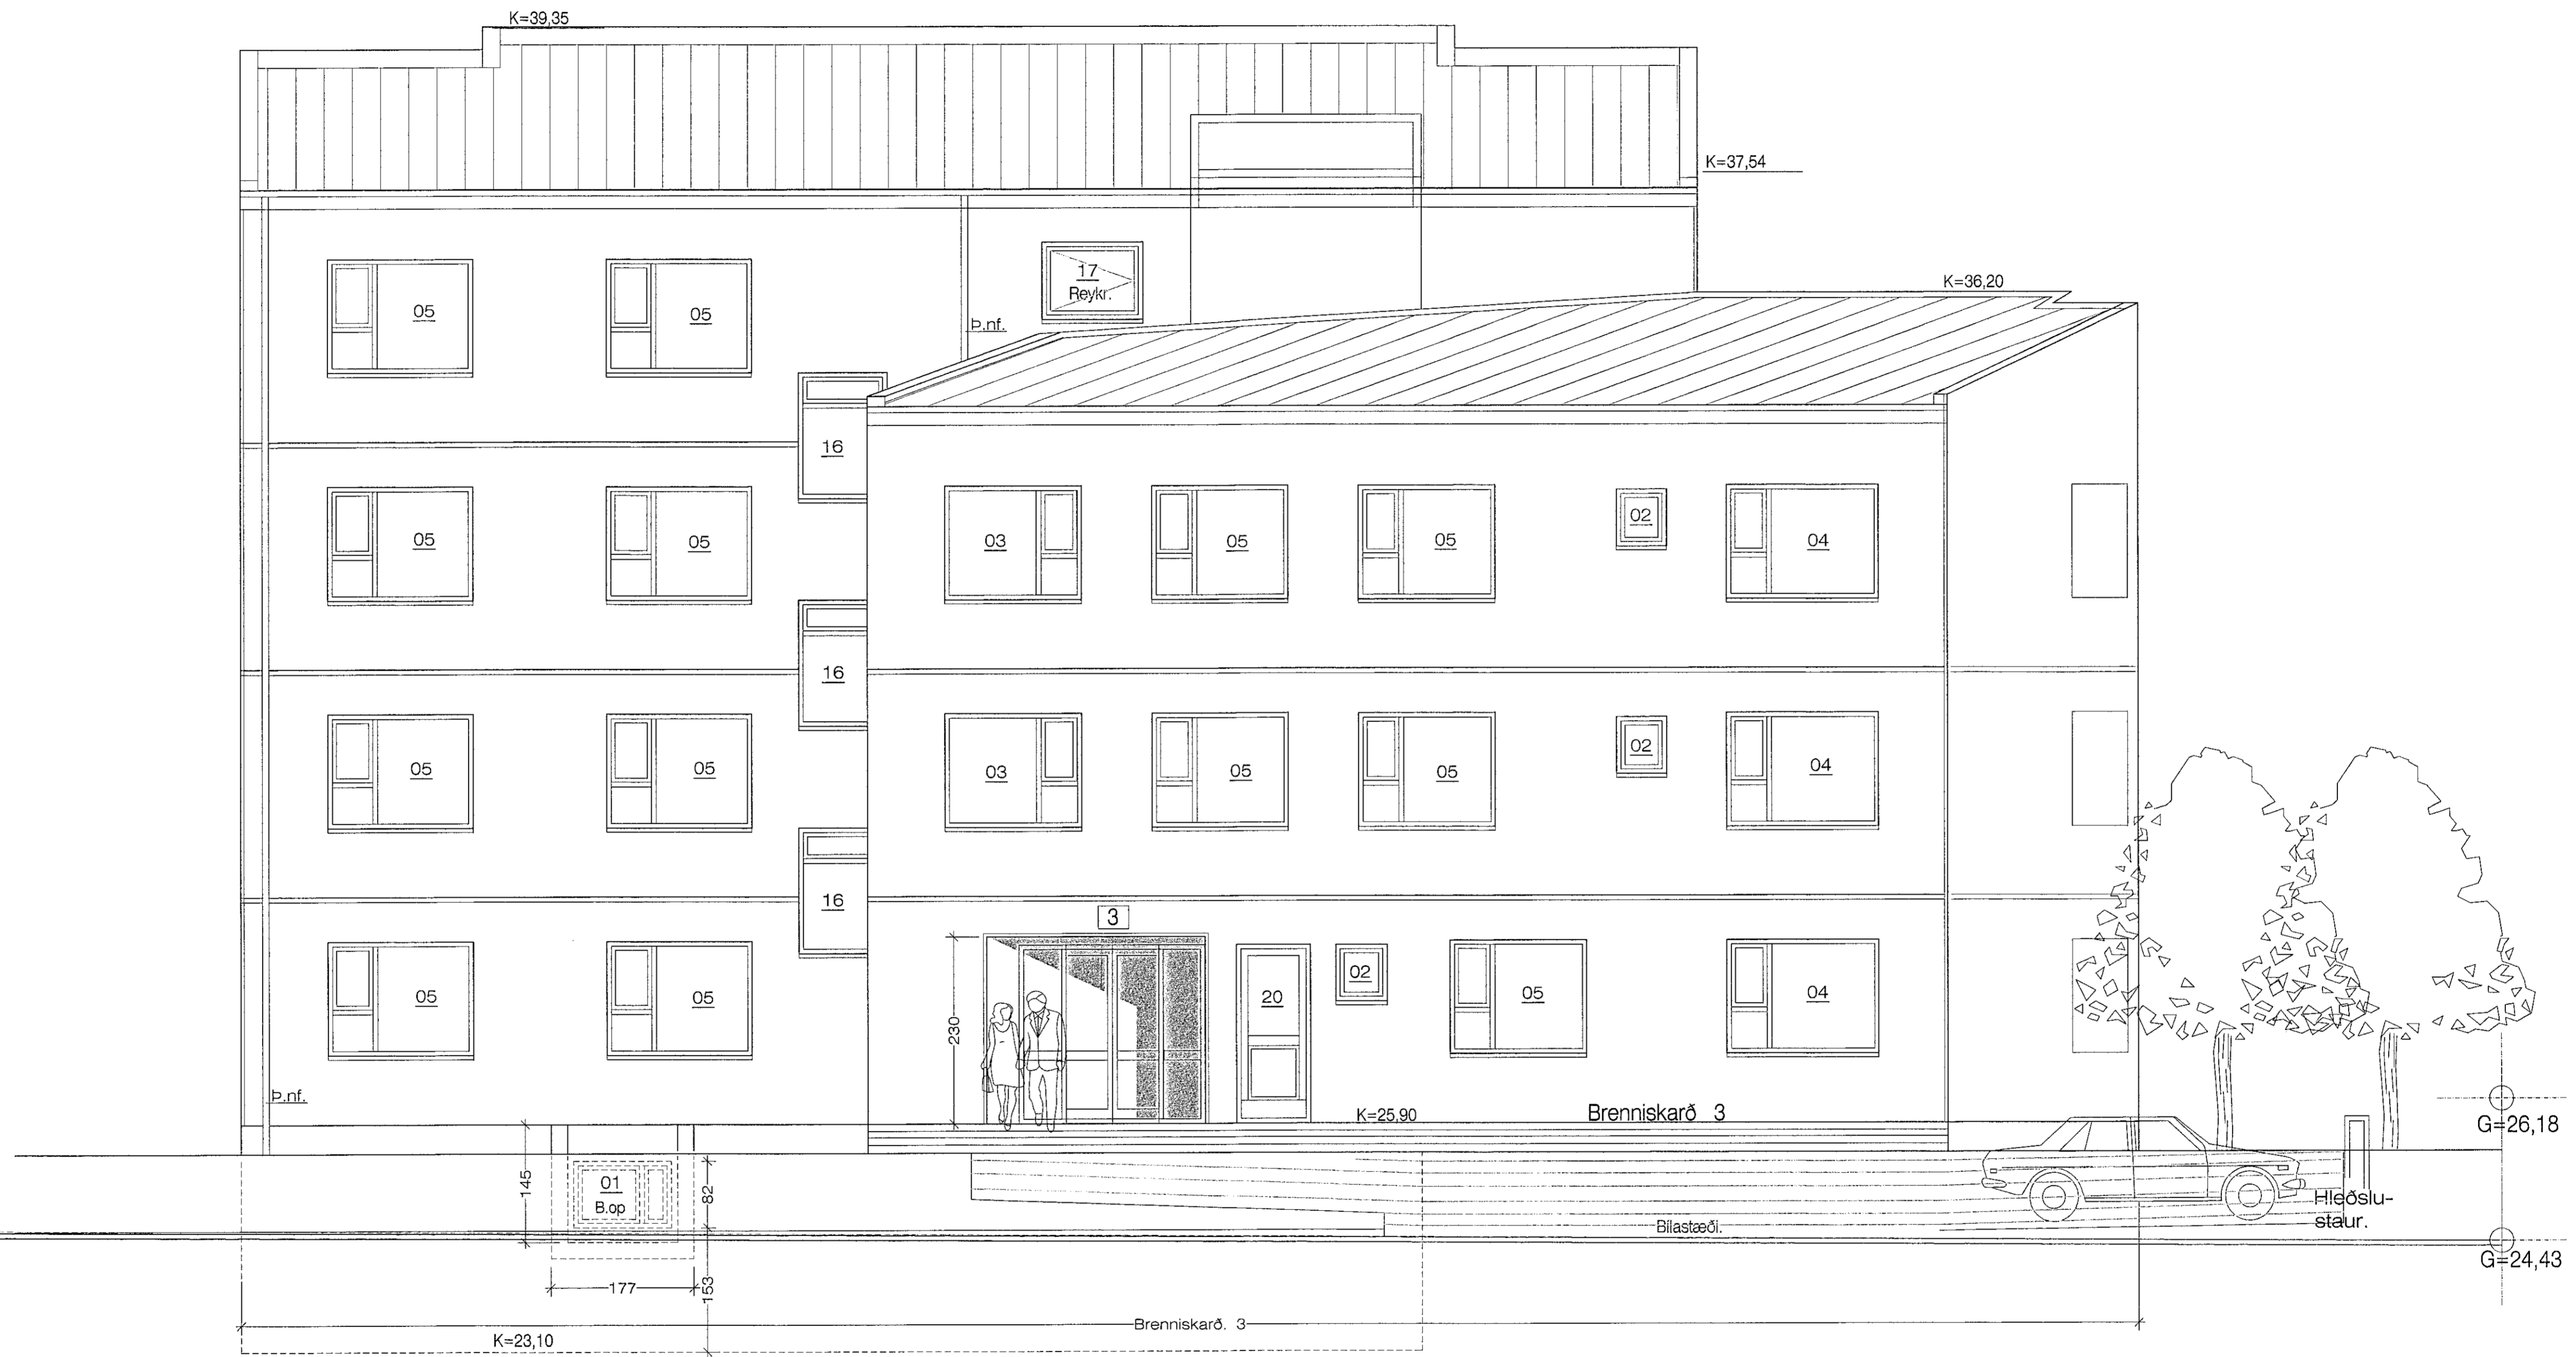 K=39,35
K=37,54
17
Reykr.
K=36,20
05
05
Þ.nf.
16
05
05
03
05
05
02
04
16
05
05
03
05
05
02
04
16
3
05
05
230
20
02
05
04
Þ.nf.
K=25,90
Brenniskarð 3
G=26,18
145
01
B.op
82
Hleðslu-
staur.
Bílastæði.
G=24,43
177
153
Brenniskarð. 3
K=23,10